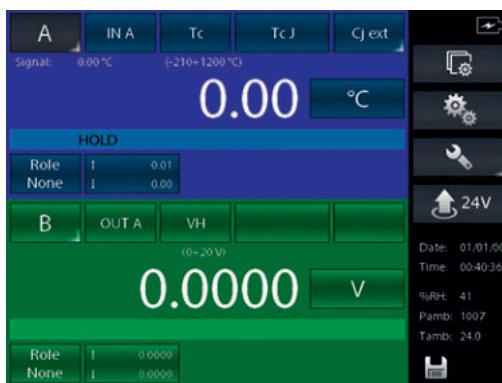 A IN A Tc Tc J Cj ext
Signal: 0.00 °C (-210÷1200 °C)
0.00 °C
HOLD
Role None
0.01
0.00
B OUT A VH
(0÷20 V)
0.0000 V
Role None
0.0000
0.0000
24V
Date: 01/01/00
Time: 00:40:36
%RH: 41
Pamb: 1007
Tamb: 24.0